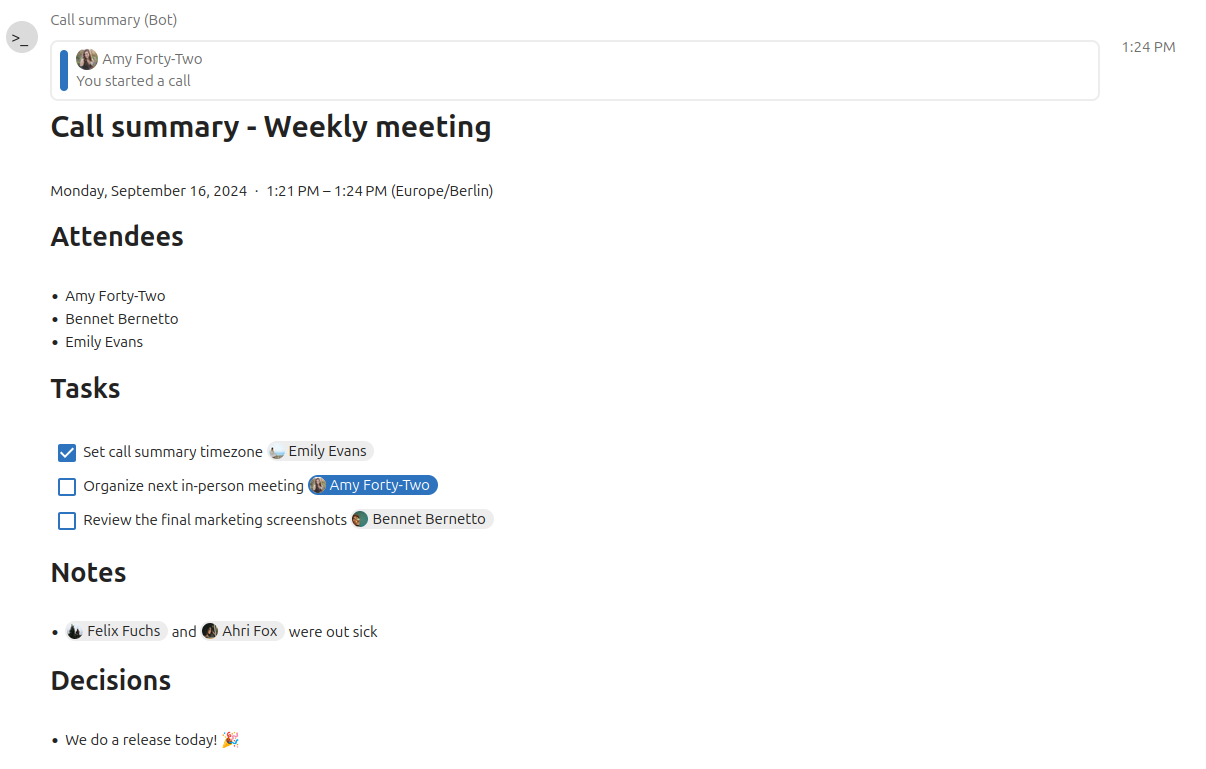 Call summary (Bot)
>_
Amy Forty-Two
1:24 PM
You started a call
Call summary - Weekly meeting
Monday, September 16, 2024 · 1:21 PM – 1:24 PM (Europe/Berlin)
Attendees
• Amy Forty-Two
• Bennet Bernetto
• Emily Evans
Tasks
Set call summary timezone Emily Evans
Organize next in-person meeting Amy Forty-Two
Review the final marketing screenshots Bennet Bernetto
Notes
• Felix Fuchs and Ahri Fox were out sick
Decisions
• We do a release today! 🎉